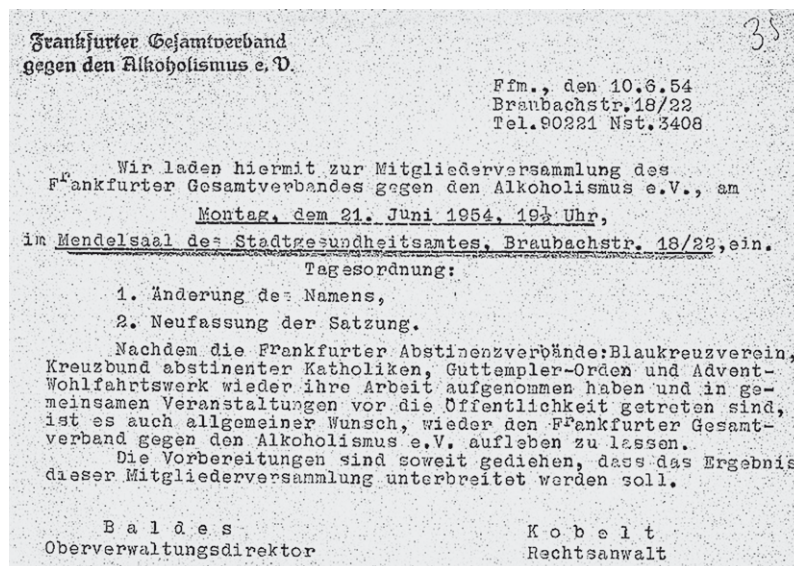 35
Frankfurter Gesamtverband
gegen den Alkoholismus e. V.
Ffm., den 10.6.54
Braubachstr.18/22
Tel.90221 Nst.3408
Wir laden hiermit zur Mitgliederversammlung des
Frankfurter Gesamtverbandes gegen den Alkoholismus e.V., am
Montag, dem 21. Juni 1954, 19½ Uhr,
im Mendelsaal des Stadtgesundheitsamtes, Braubachstr. 18/22,ein.
Tagesordnung:
1. Änderung des Namens,
2. Neufassung der Satzung.
Nachdem die Frankfurter Abstinenzverbände:Blaukreuzverein,
Kreuzbund abstinenter Katholiken, Guttempler-Orden und Advent-
Wohlfahrtswerk wieder ihre Arbeit aufgenommen haben und in ge-
meinsamen Veranstaltungen vor die Öffentlichkeit getreten sind,
ist es auch allgemeiner Wunsch, wieder den Frankfurter Gesamt-
verband gegen den Alkoholismus e.V. aufleben zu lassen.
Die Vorbereitungen sind soweit gediehen, dass das Ergebnis
dieser Mitgliederversammlung unterbreitet werden soll.
Baldes
Oberverwaltungsdirektor
Kobelt
Rechtsanwalt